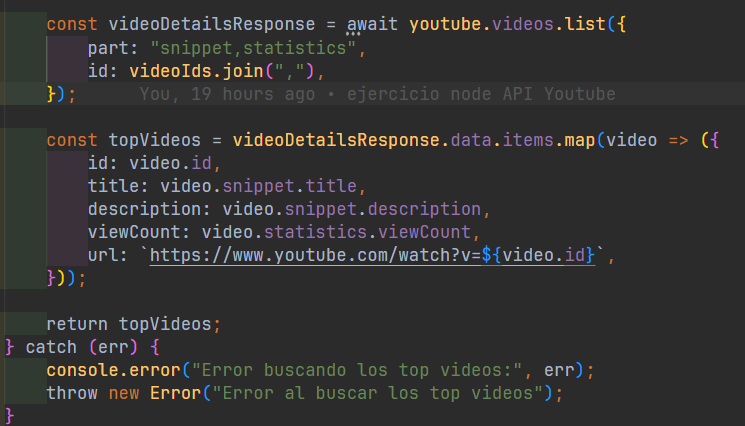 const videoDetailsResponse = await youtube.videos.list({
part: "snippet,statistics",
id: videoIds.join(","),
});        You, 19 hours ago • ejercicio node API Youtube
const topVideos = videoDetailsResponse.data.items.map(video => ({
id: video.id,
title: video.snippet.title,
description: video.snippet.description,
viewCount: video.statistics.viewCount,
url: `https://www.youtube.com/watch?v=${video.id}`,
}));
return topVideos;
} catch (err) {
console.error("Error buscando los top videos:", err);
throw new Error("Error al buscar los top videos");
}